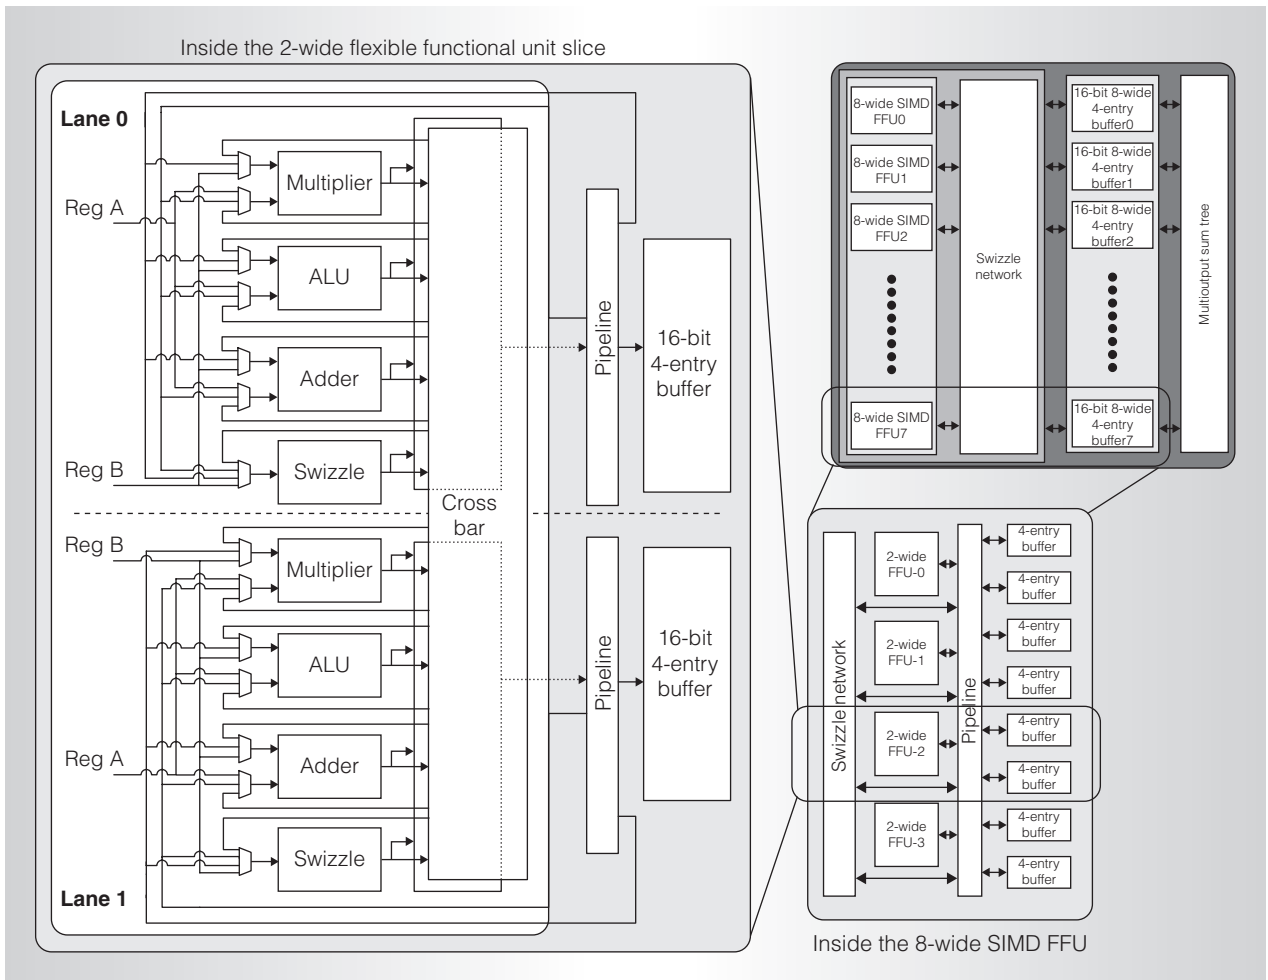 Inside the 2-wide flexible functional unit slice
Lane 0
Multiplier
Reg A
ALU
Adder
Reg B
Swizzle
Cross
bar
Pipeline
16-bit
4-entry
buffer
Reg B
Multiplier
ALU
Reg A
Adder
Swizzle
Lane 1
Pipeline
16-bit
4-entry
buffer
8-wide SIMD
FFU0
8-wide SIMD
FFU1
8-wide SIMD
FFU2
8-wide SIMD
FFU7
Swizzle
network
16-bit 8-wide
4-entry
buffer0
16-bit 8-wide
4-entry
buffer1
16-bit 8-wide
4-entry
buffer2
16-bit 8-wide
4-entry
buffer7
Multioutput sum tree
Swizzle network
2-wide
FFU-0
2-wide
FFU-1
2-wide
FFU-2
2-wide
FFU-3
Pipeline
4-entry
buffer
4-entry
buffer
4-entry
buffer
4-entry
buffer
4-entry
buffer
4-entry
buffer
4-entry
buffer
4-entry
buffer
Inside the 8-wide SIMD FFU